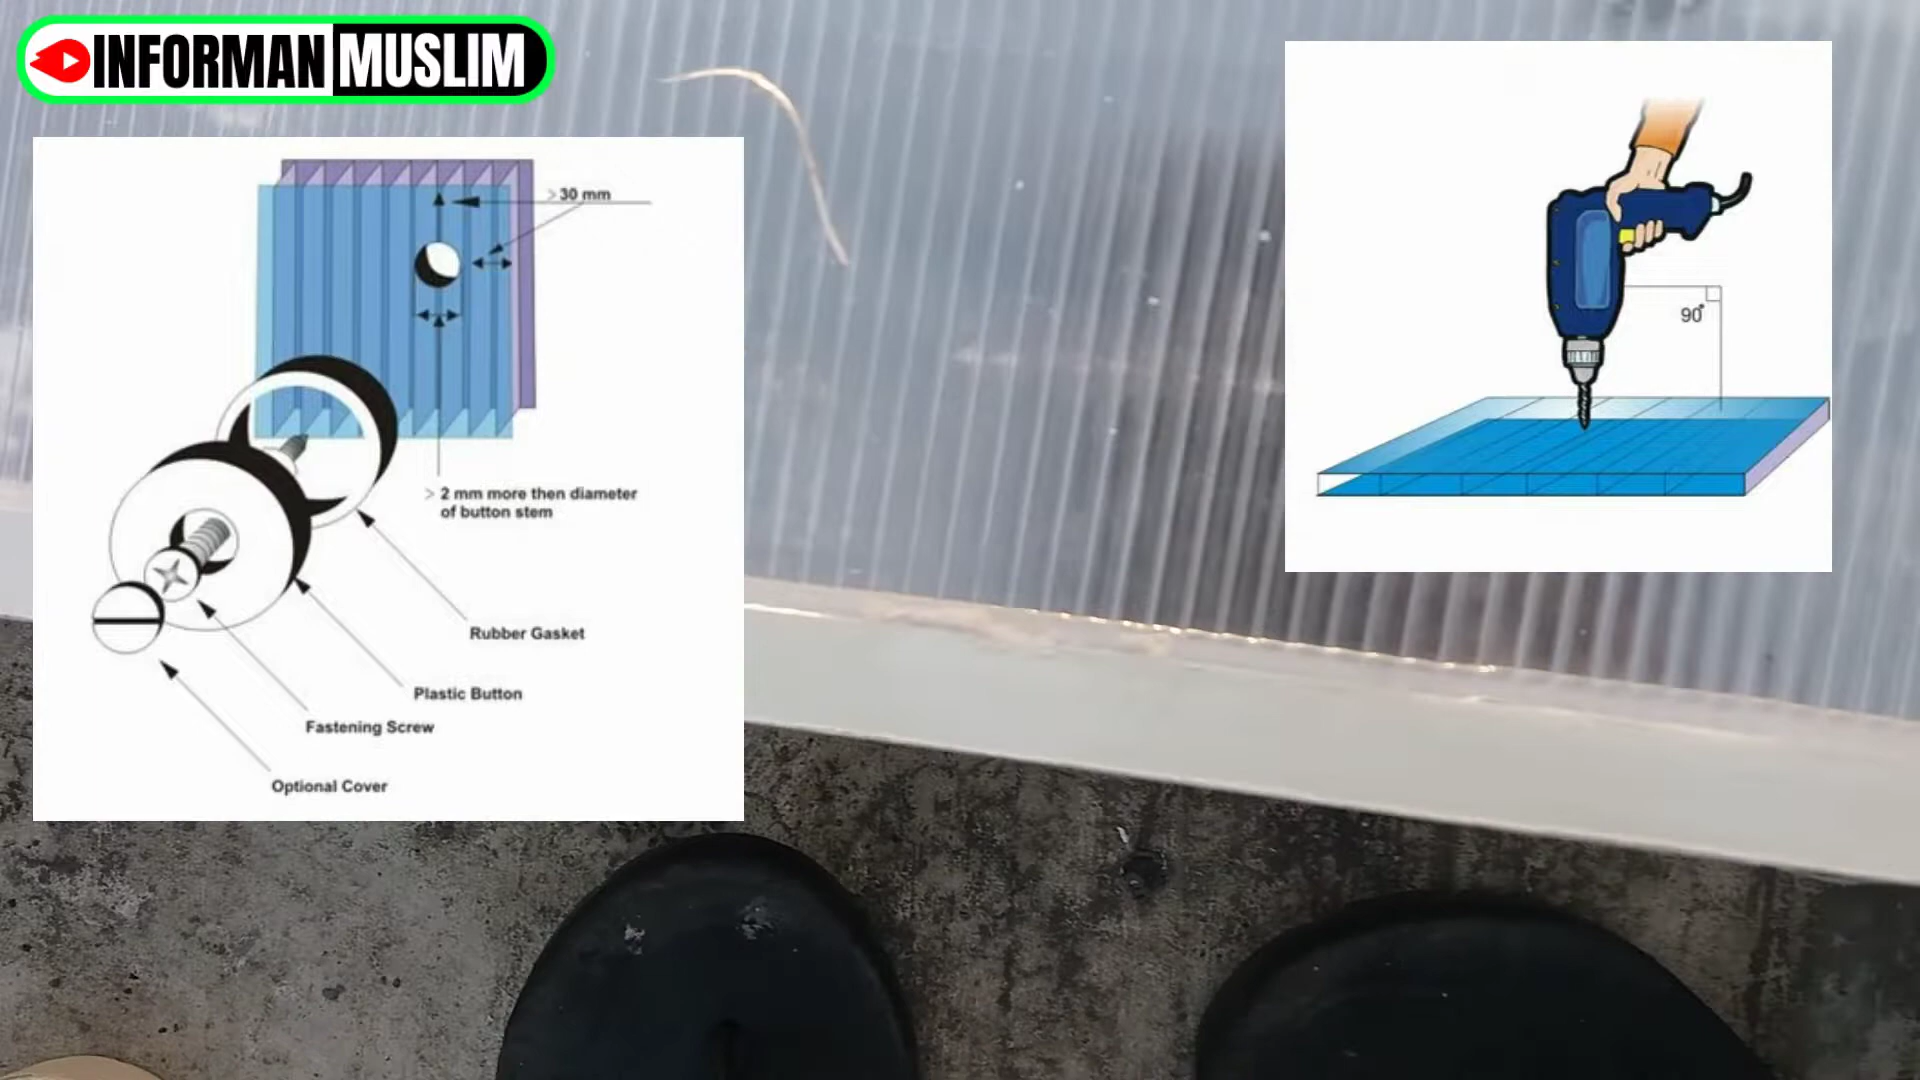 INFORMAN MUSLIM
> 30 mm
> 2 mm more then diameter
of button stem
Rubber Gasket
Plastic Button
Fastening Screw
Optional Cover
90°